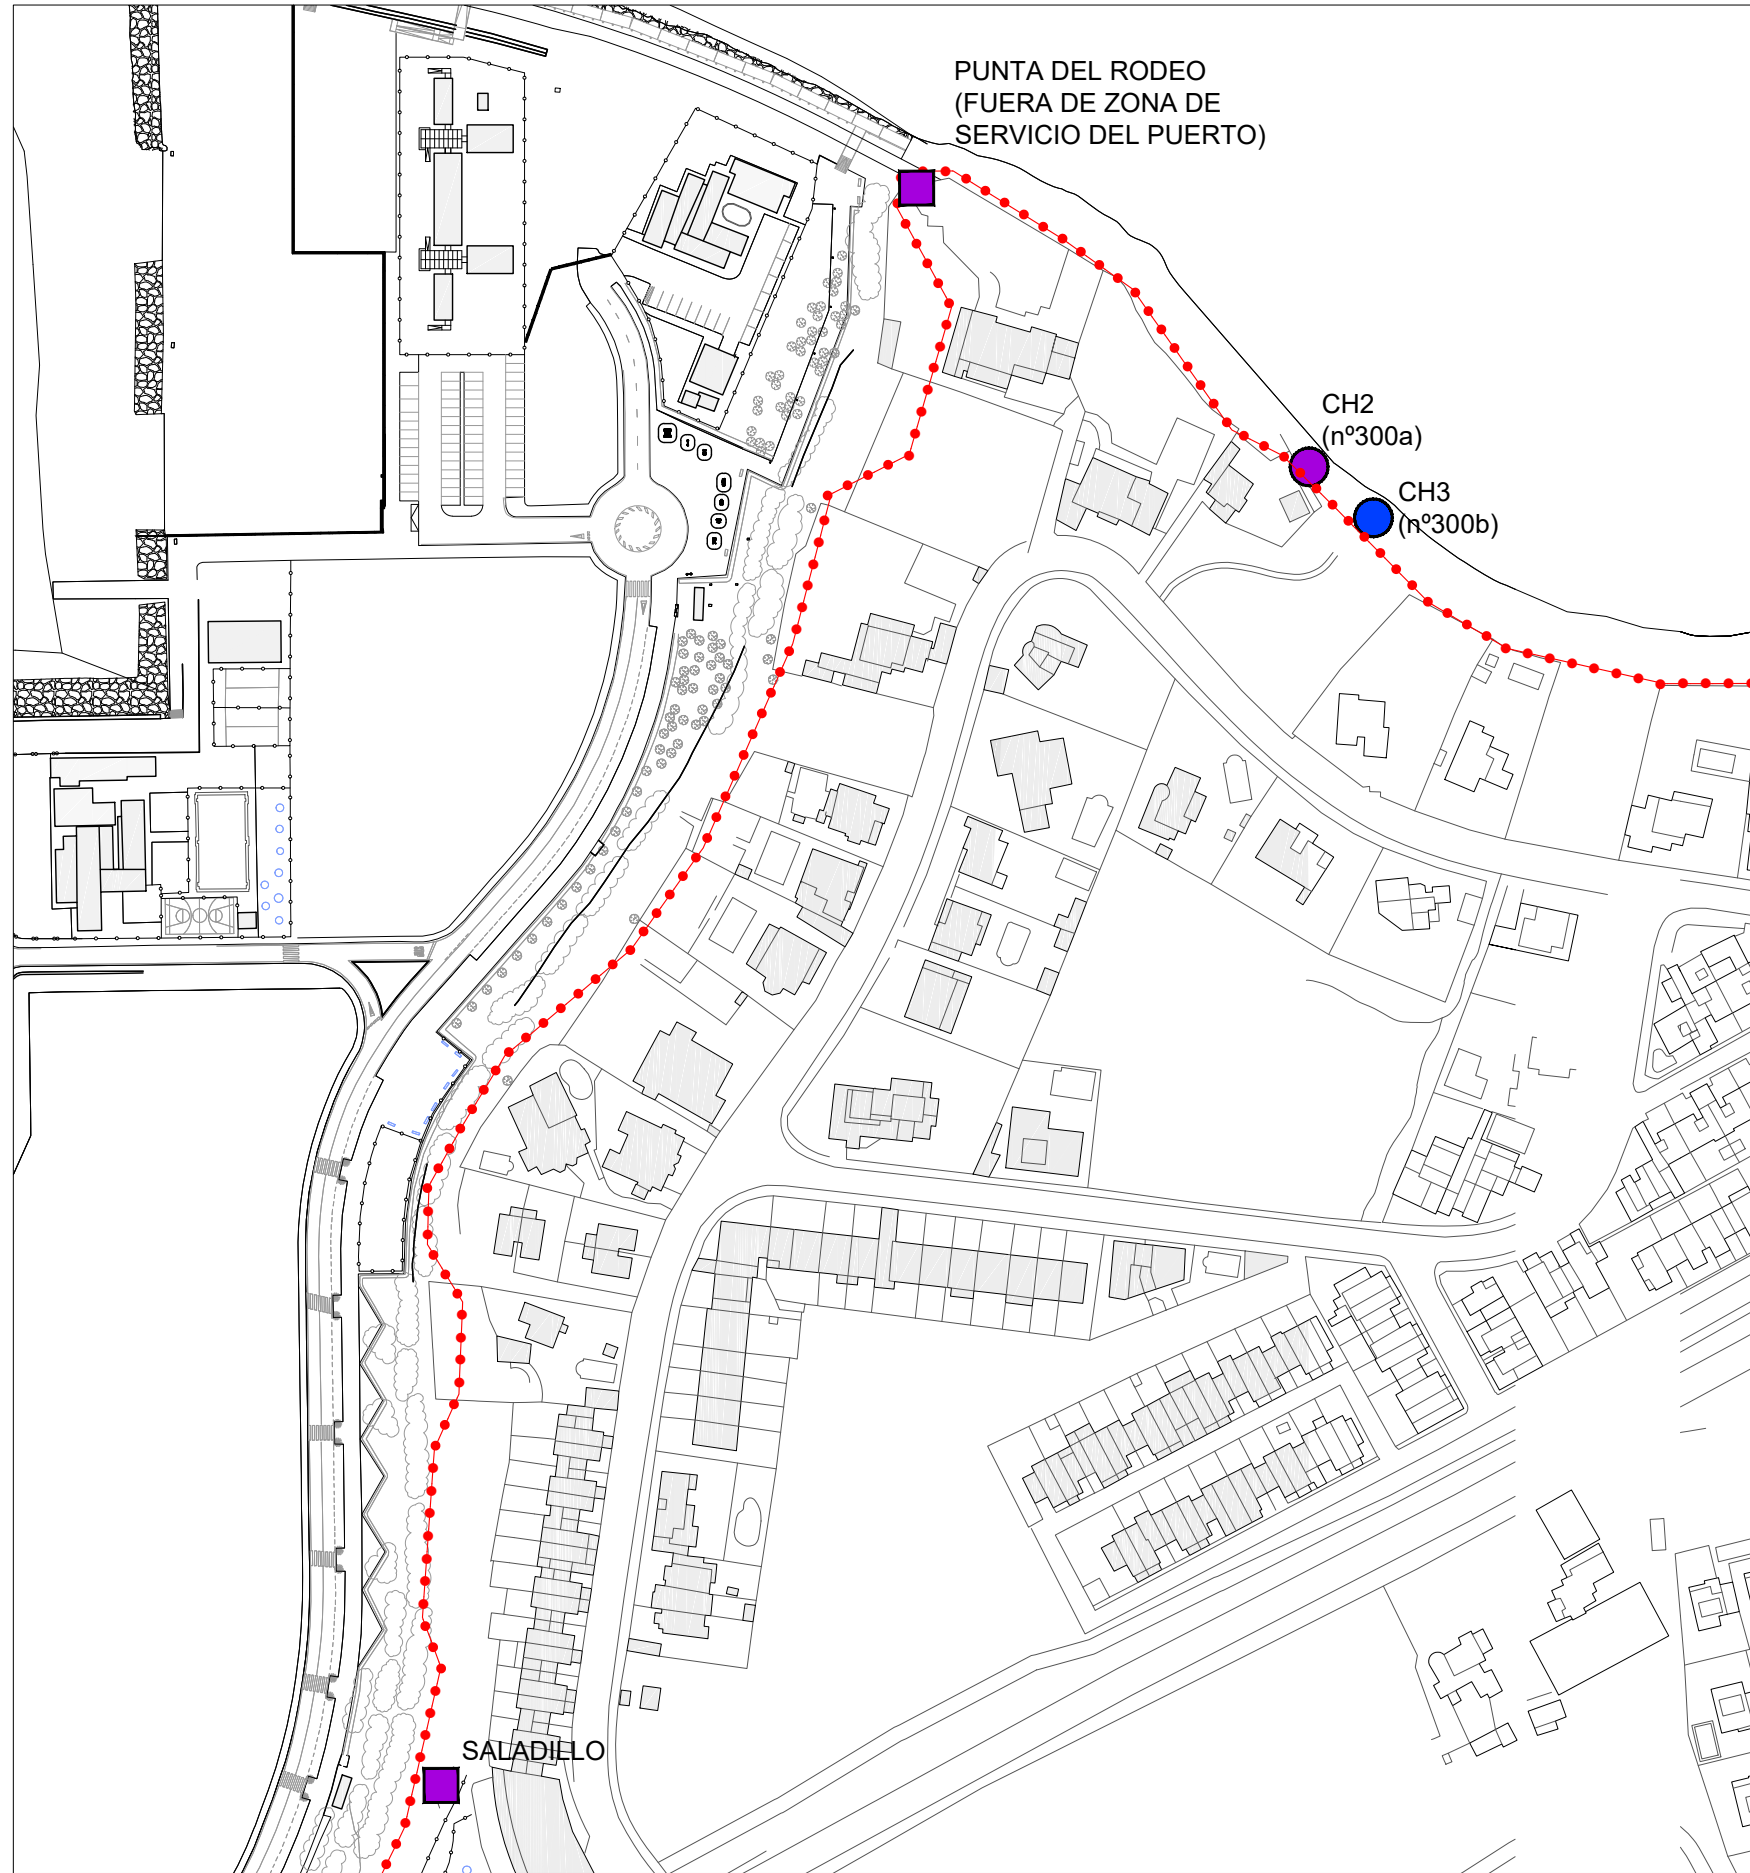 PUNTA DEL RODEO
(FUERA DE ZONA DE
SERVICIO DEL PUERTO)
CH2
(nº300a)
CH3
(nº300b)
SALADILLO